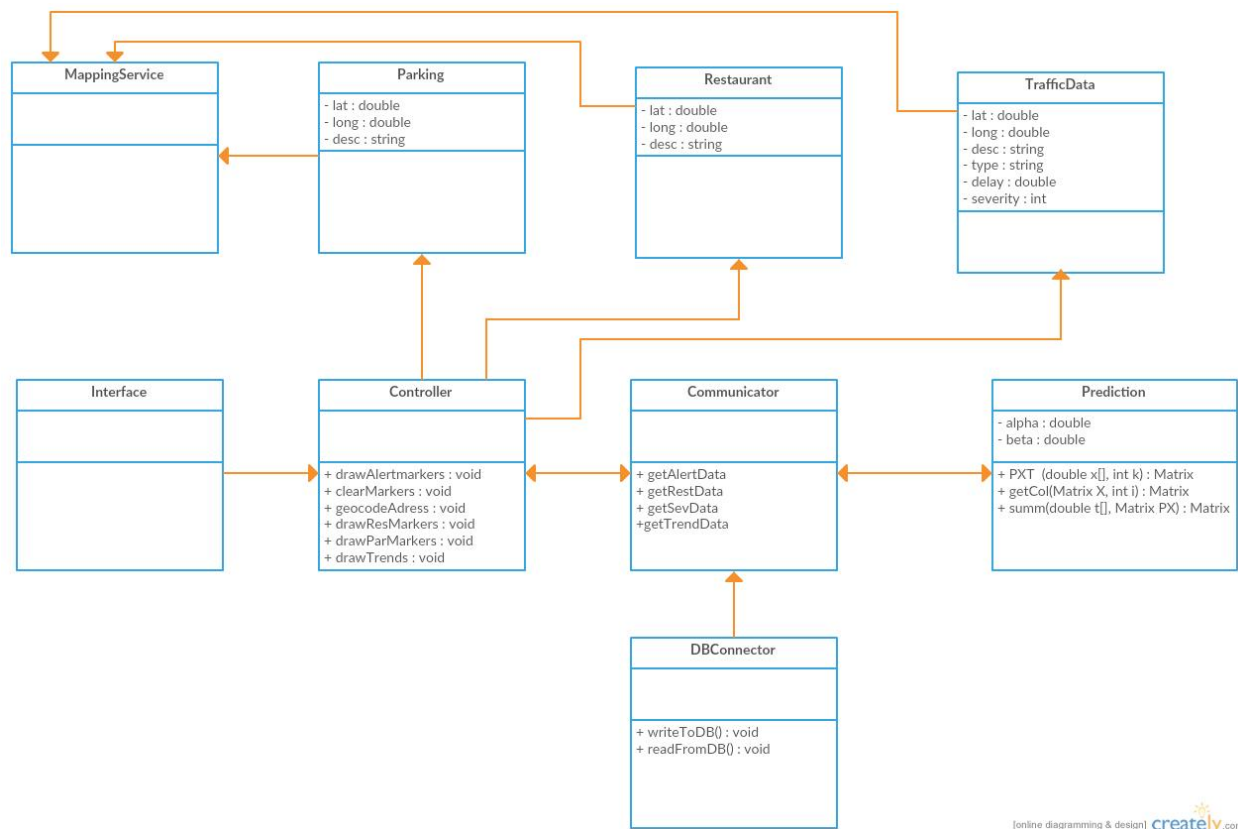 MappingService
Parking
- lat : double
- long : double
- desc : string
Restaurant
- lat : double
- long : double
- desc : string
TrafficData
- lat : double
- long : double
- desc : string
- type : string
- delay : double
- severity : int
Interface
Controller
+ drawAlertmarkers : void
+ clearMarkers : void
+ geocodeAdress : void
+ drawResMarkers : void
+ drawParMarkers : void
+ drawTrends : void
Communicator
+ getAlertData
+ getRestData
+ getSevData
+getTrendData
Prediction
- alpha : double
- beta : double
+ PXT (double x[], int k) : Matrix
+ getCol(Matrix X, int i) : Matrix
+ summ(double t[], Matrix PX) : Matrix
DBConnector
+ writeToDB() : void
+ readFromDB() : void
[online diagramming & design] creately.com